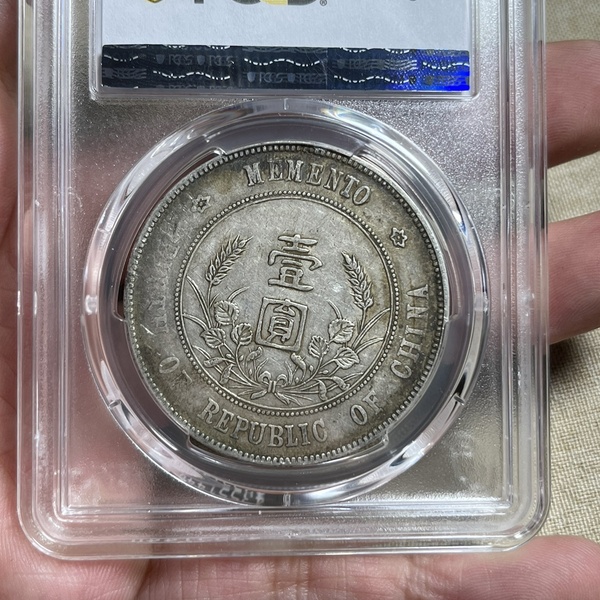 MEMENTO
壹
圓
REPUBLIC OF CHINA